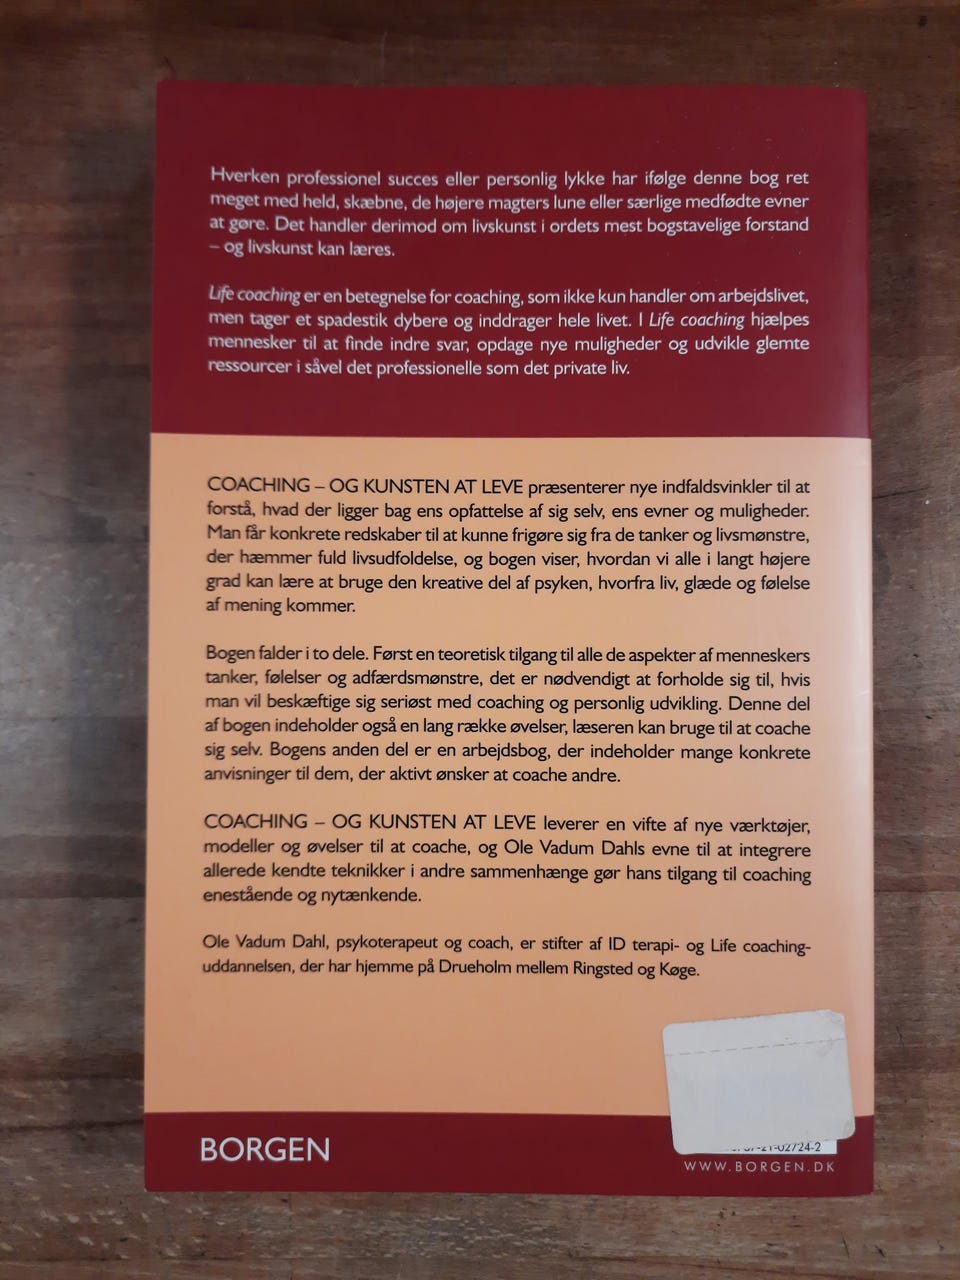 Hverken professionel succes eller personlig lykke har ifølge denne bog ret
meget med held, skæbne, de højere magters lune eller særlige medfødte evner
at gøre. Det handler derimod om livskunst i ordets mest bogstavelige forstand
– og livskunst kan læres.
Life coaching er en betegnelse for coaching, som ikke kun handler om arbejdslivet,
men tager et spadestik dybere og inddrager hele livet. I Life coaching hjælpes
mennesker til at finde indre svar, opdage nye muligheder og udvikle glemte
ressourcer i såvel det professionelle som det private liv.
COACHING – OG KUNSTEN AT LEVE præsenterer nye indfaldsvinkler til at
forstå, hvad der ligger bag ens opfattelse af sig selv, ens evner og muligheder.
Man får konkrete redskaber til at kunne frigøre sig fra de tanker og livsmønstre,
der hæmmer fuld livsudfoldelse, og bogen viser, hvordan vi alle i langt højere
grad kan lære at bruge den kreative del af psyken, hvorfra liv, glæde og følelse
af mening kommer.
Bogen falder i to dele. Først en teoretisk tilgang til alle de aspekter af menneskers
tanker, følelser og adfærdsmønstre, det er nødvendigt at forholde sig til, hvis
man vil beskæftige sig seriøst med coaching og personlig udvikling. Denne del
af bogen indeholder også en lang række øvelser, læseren kan bruge til at coache
sig selv. Bogens anden del er en arbejdsbog, der indeholder mange konkrete
anvisninger til dem, der aktivt ønsker at coache andre.
COACHING – OG KUNSTEN AT LEVE leverer en vifte af nye værktøjer,
modeller og øvelser til at coache, og Ole Vadum Dahls evne til at integrere
allerede kendte teknikker i andre sammenhænge gør hans tilgang til coaching
enestående og nytænkende.
Ole Vadum Dahl, psykoterapeut og coach, er stifter af ID terapi- og Life coaching-
uddannelsen, der har hjemme på Drueholm mellem Ringsted og Køge.
BORGEN
87-21-02724-2
WWW.BORGEN.DK